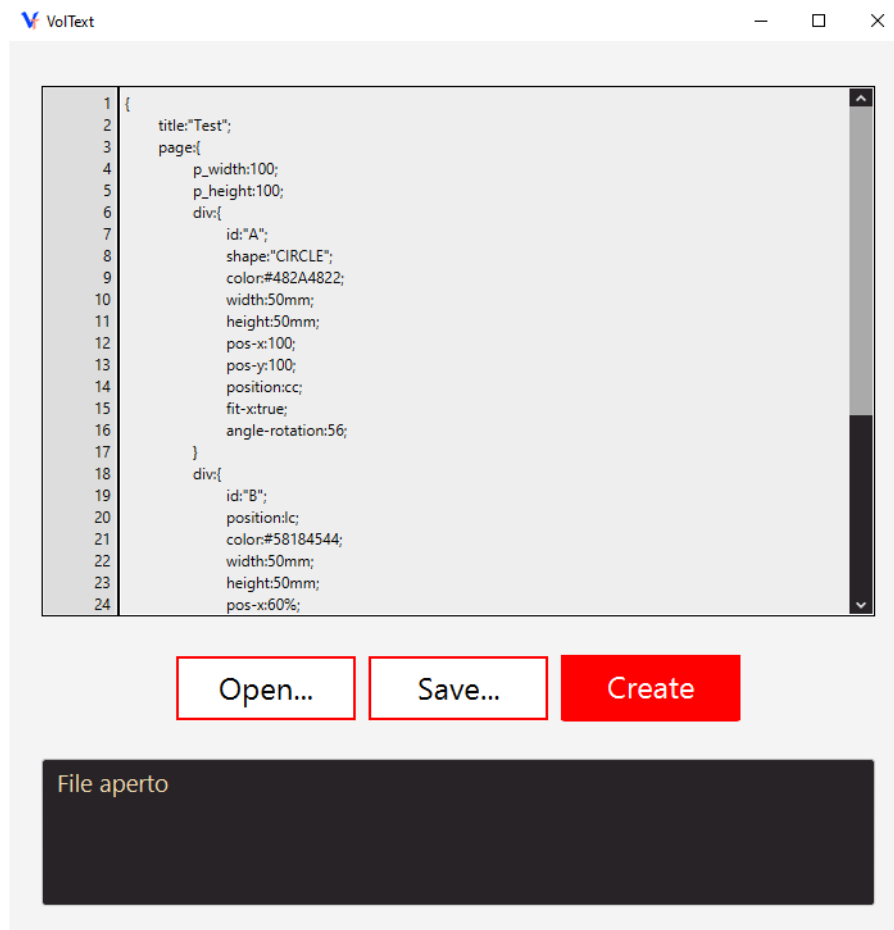 VolText
1 {
2 title:"Test";
3 page:{
4 p_width:100;
5 p_height:100;
6 div:{
7 id:"A";
8 shape:"CIRCLE";
9 color:#482A4822;
10 width:50mm;
11 height:50mm;
12 pos-x:100;
13 pos-y:100;
14 position:cc;
15 fit-x:true;
16 angle-rotation:56;
17 }
18 div:{
19 id:"B";
20 position:lc;
21 color:#58184544;
22 width:50mm;
23 height:50mm;
24 pos-x:60%;
Open... Save... Create
File aperto